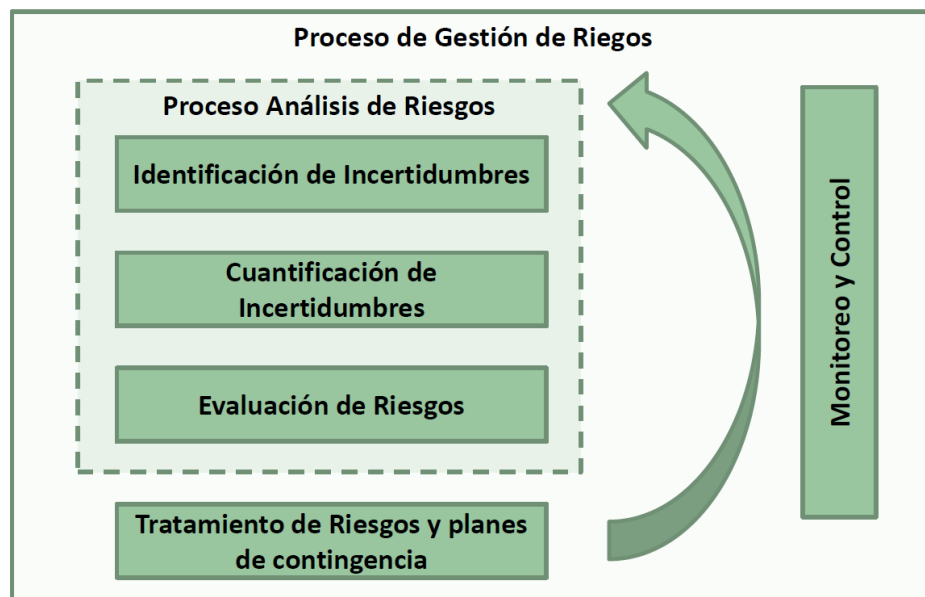 Proceso de Gestión de Riegos
Proceso Análisis de Riesgos
Identificación de Incertidumbres
Cuantificación de
Incertidumbres
Evaluación de Riesgos
Tratamiento de Riesgos y planes
de contingencia
Monitoreo y Control